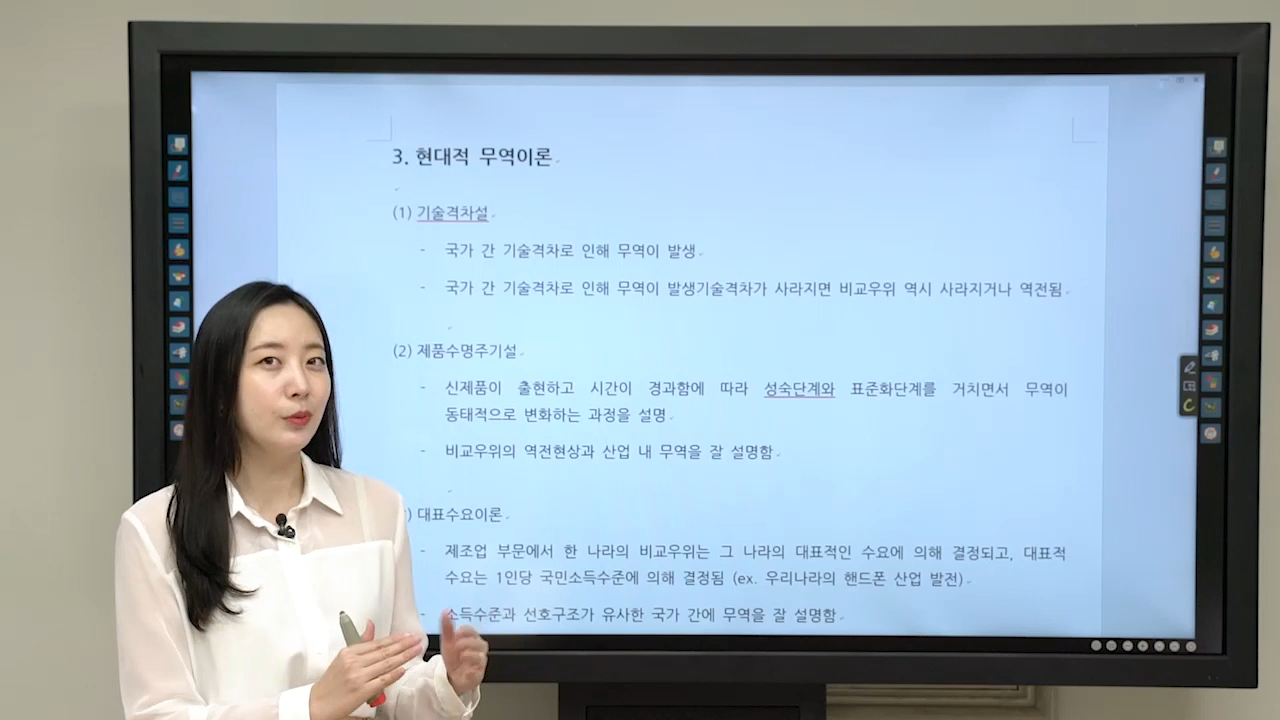 3. 현대적 무역이론
(1) 기술격차설
- 국가 간 기술격차로 인해 무역이 발생
- 국가 간 기술격차로 인해 무역이 발생기술격차가 사라지면 비교우위 역시 사라지거나 역전됨
(2) 제품수명주기설
- 신제품이 출현하고 시간이 경과함에 따라 성숙단계와 표준화단계를 거치면서 무역이
동태적으로 변화하는 과정을 설명
- 비교우위의 역전현상과 산업 내 무역을 잘 설명함
) 대표수요이론
- 제조업 부문에서 한 나라의 비교우위는 그 나라의 대표적인 수요에 의해 결정되고, 대표적
수요는 1인당 국민소득수준에 의해 결정됨 (ex. 우리나라의 핸드폰 산업 발전)
- 소득수준과 선호구조가 유사한 국가 간에 무역을 잘 설명함